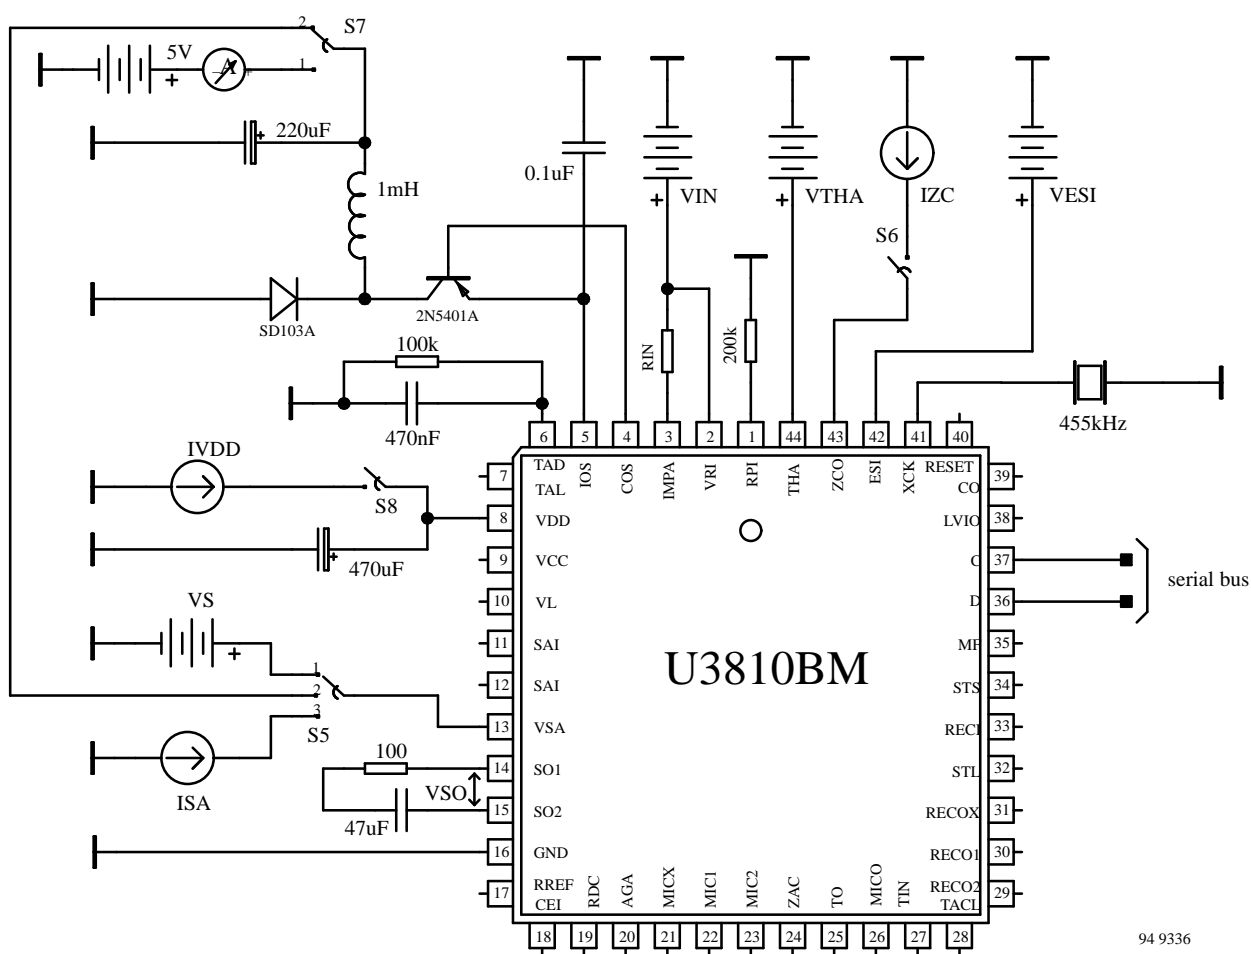 2
S7
5V
+
A
1
220uF
+
1mH
0.1uF
VIN
+
VTHA
+
IZC
VESI
+
S6
SD103A
2N5401A
100k
RIN
200k
470nF
455kHz
6 5 4 3 2 1 44 43 42 41 40
IVDD
S8
470uF
+
VS
+
1
2
3
S5
ISA
100
VSO
47uF
7 TAD
TAL
IOS
COS
IMPA
VRI
RPI
THA
ZCO
ESI
XCK
RESET
CO 39
8 VDD
LVIO 38
9 VCC
C 37
10 VL
D 36
serial bus
11 SAI
MF 35
12 SAI
STS 34
U3810BM
13 VSA
RECI 33
14 SO1
STL 32
15 SO2
RECOX 31
16 GND
RECO1 30
17 RREF
CEI
RDC
AGA
MICX
MIC1
MIC2
ZAC
TO
MICO
TIN
RECO2 29
TACL
18 19 20 21 22 23 24 25 26 27 28
94 9336